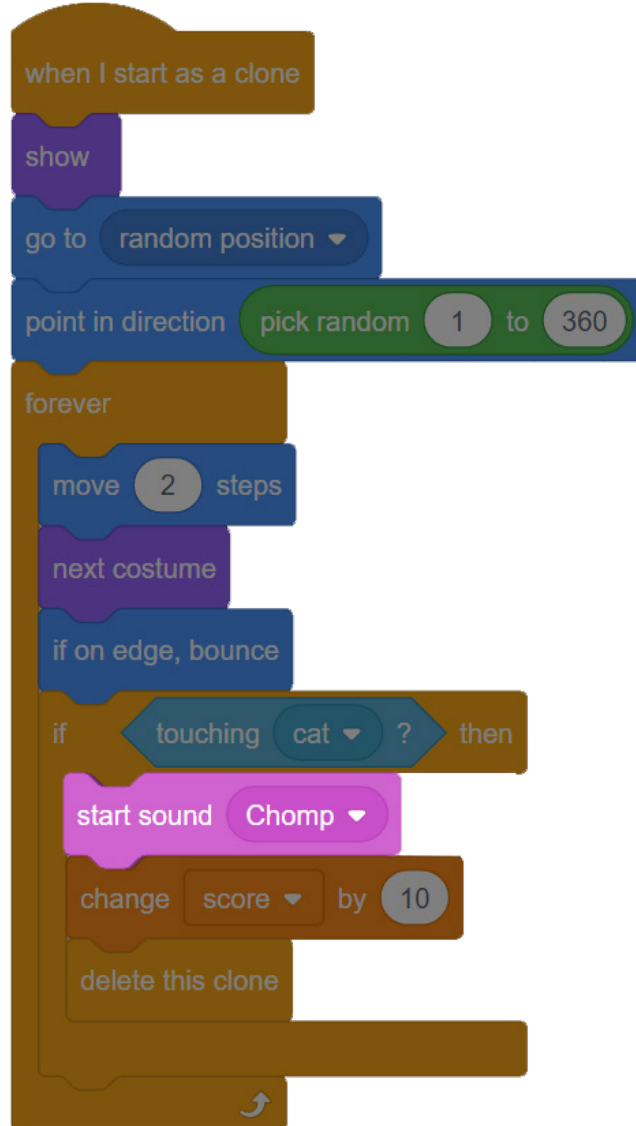 when I start as a clone
show
go to random position
point in direction pick random 1 to 360
forever
move 2 steps
next costume
if on edge, bounce
if touching cat ? then
start sound Chomp
change score by 10
delete this clone